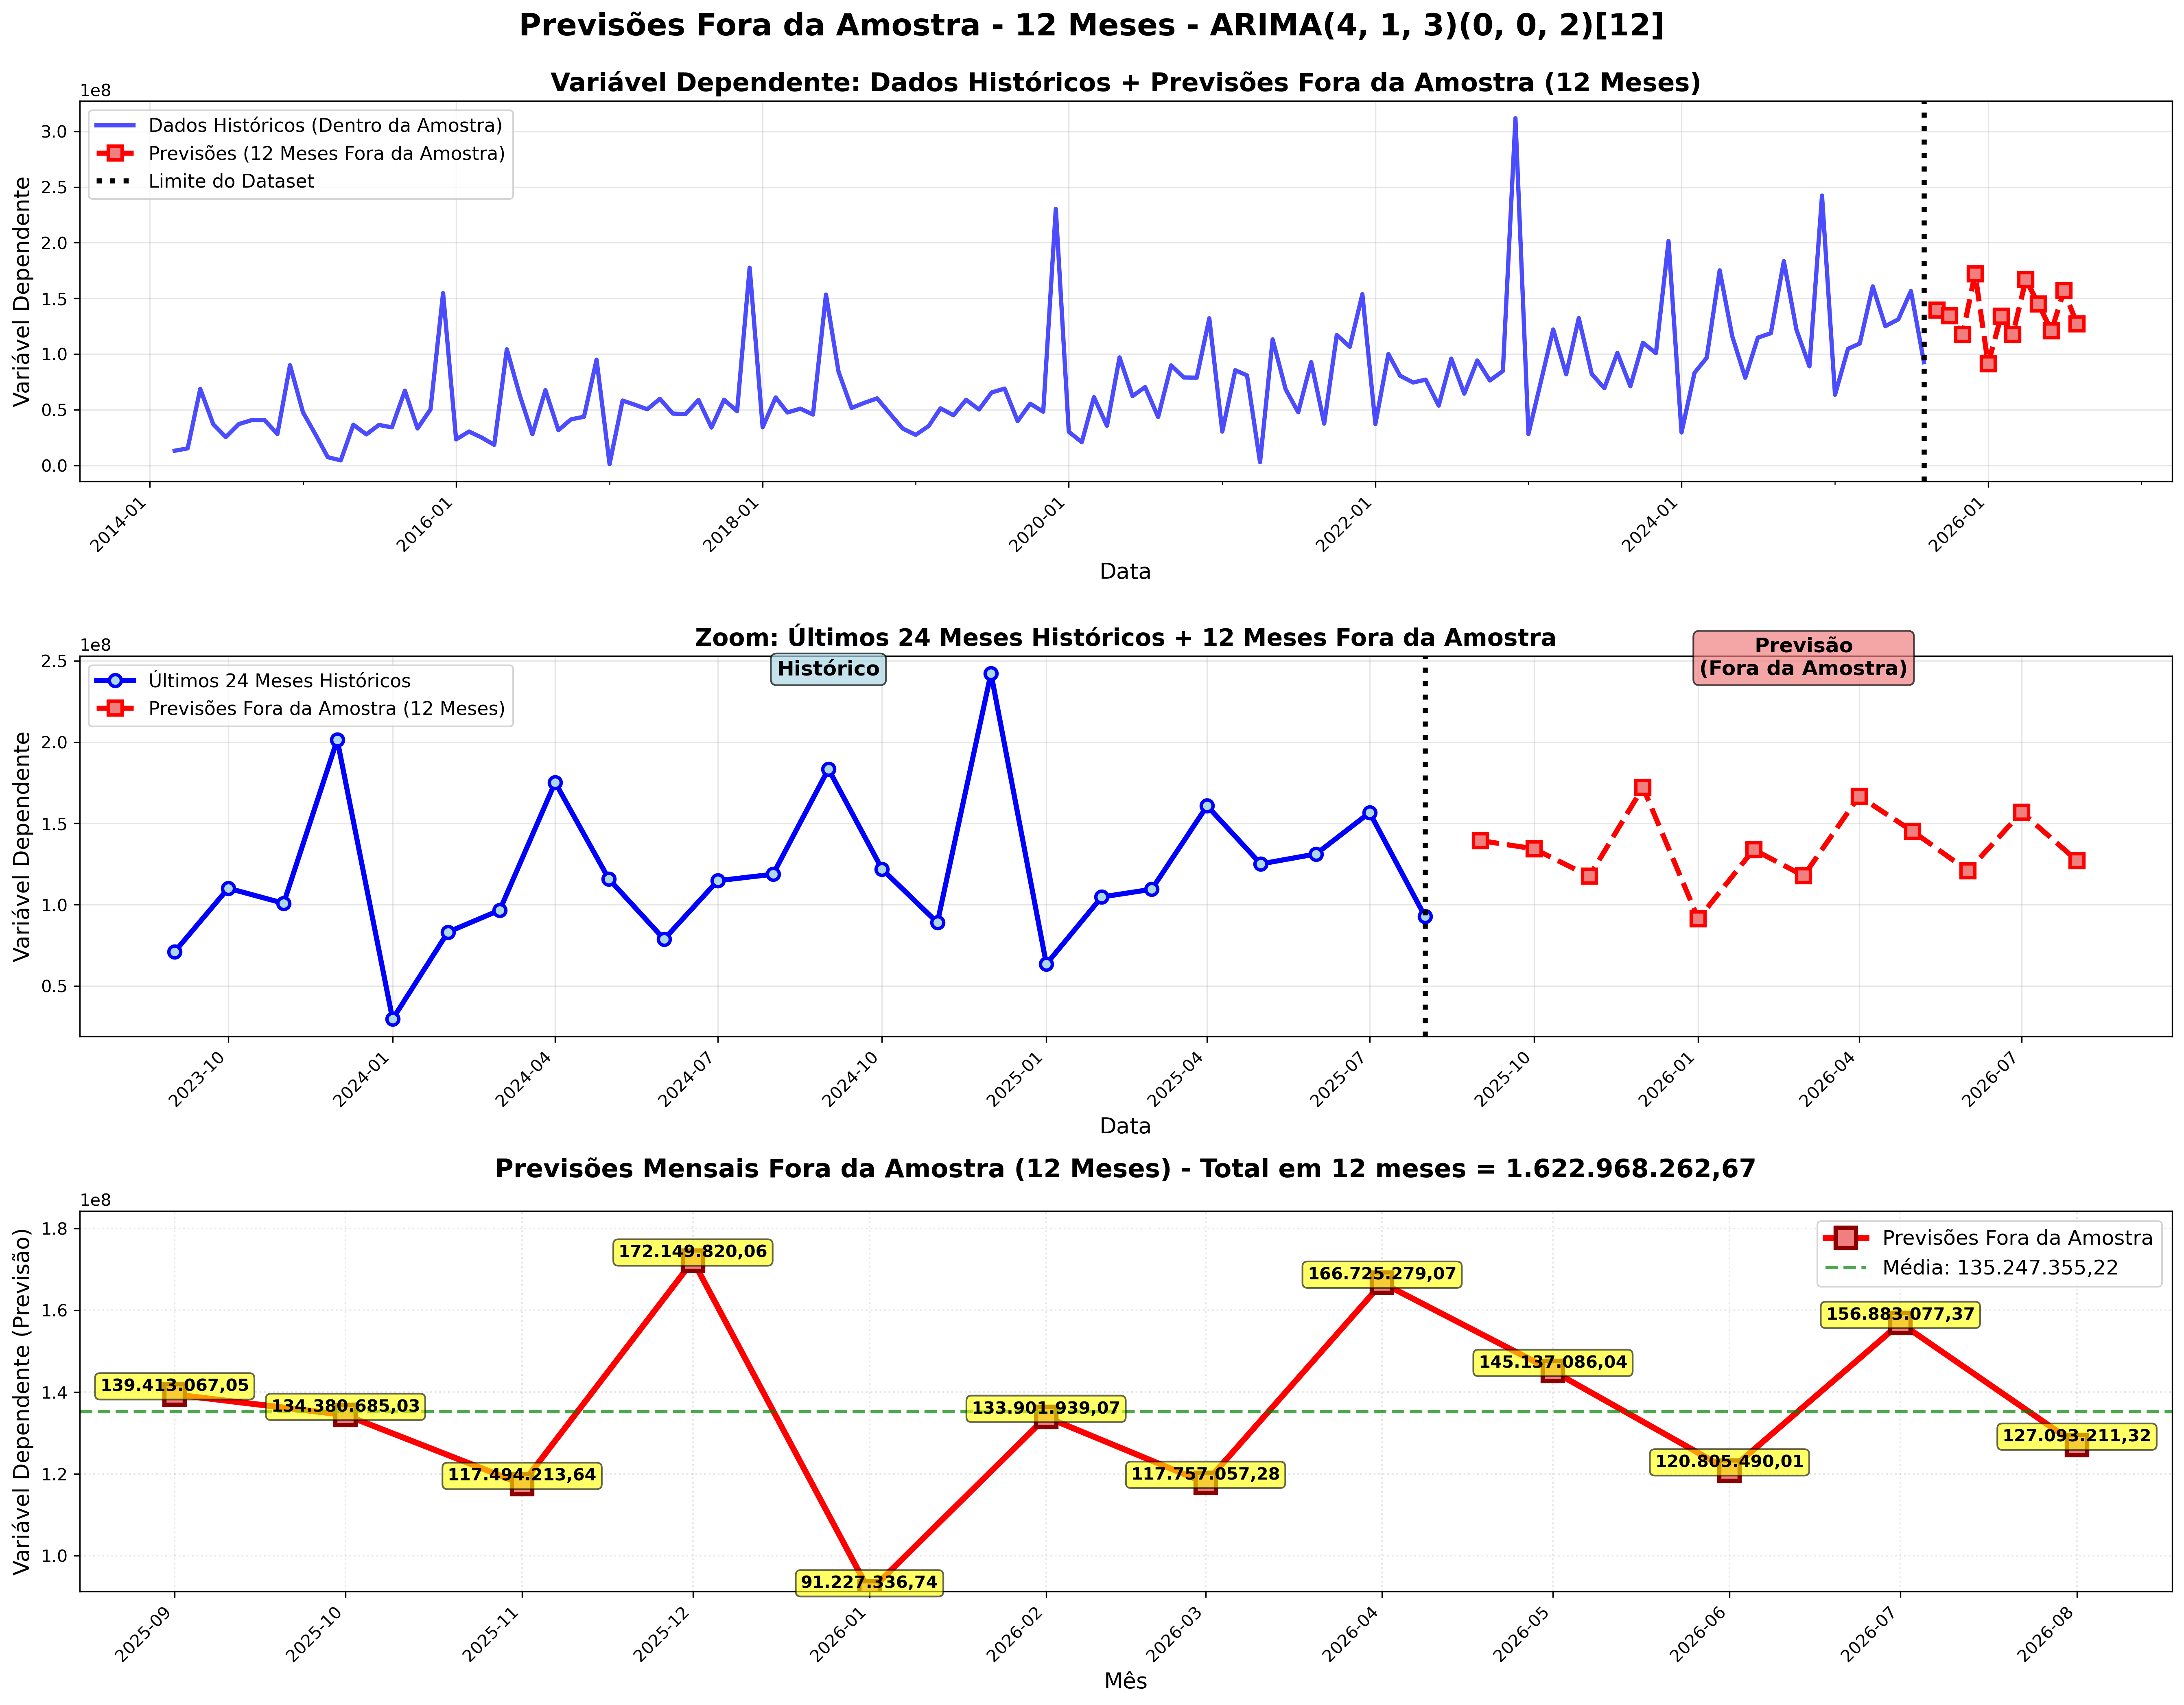 Previsões Fora da Amostra - 12 Meses - ARIMA(4, 1, 3)(0, 0, 2)[12]
Variável Dependente: Dados Históricos + Previsões Fora da Amostra (12 Meses)
1e8
Dados Históricos (Dentro da Amostra)
Previsões (12 Meses Fora da Amostra)
Limite do Dataset
Variável Dependente
3.0
2.5
2.0
1.5
1.0
0.5
0.0
2014-01
2016-01
2018-01
2020-01
2022-01
2024-01
2026-01
Data
Zoom: Últimos 24 Meses Históricos + 12 Meses Fora da Amostra
1e8
Histórico
Previsão
(Fora da Amostra)
Últimos 24 Meses Históricos
Previsões Fora da Amostra (12 Meses)
Variável Dependente
2.5
2.0
1.5
1.0
0.5
2023-10
2024-01
2024-04
2024-07
2024-10
2025-01
2025-04
2025-07
2025-10
2026-01
2026-04
2026-07
Data
Previsões Mensais Fora da Amostra (12 Meses) - Total em 12 meses = 1.622.968.262,67
1e8
Previsões Fora da Amostra
Média: 135.247.355,22
Variável Dependente (Previsão)
1.8
1.6
1.4
1.2
1.0
139.413.067,05
134.380.685,03
117.494.213,64
172.149.820,06
91.227.336,74
133.901.939,07
117.757.057,28
166.725.279,07
145.137.086,04
120.805.490,01
156.883.077,37
127.093.211,32
2025-09
2025-10
2025-11
2025-12
2026-01
2026-02
2026-03
2026-04
2026-05
2026-06
2026-07
2026-08
Mês